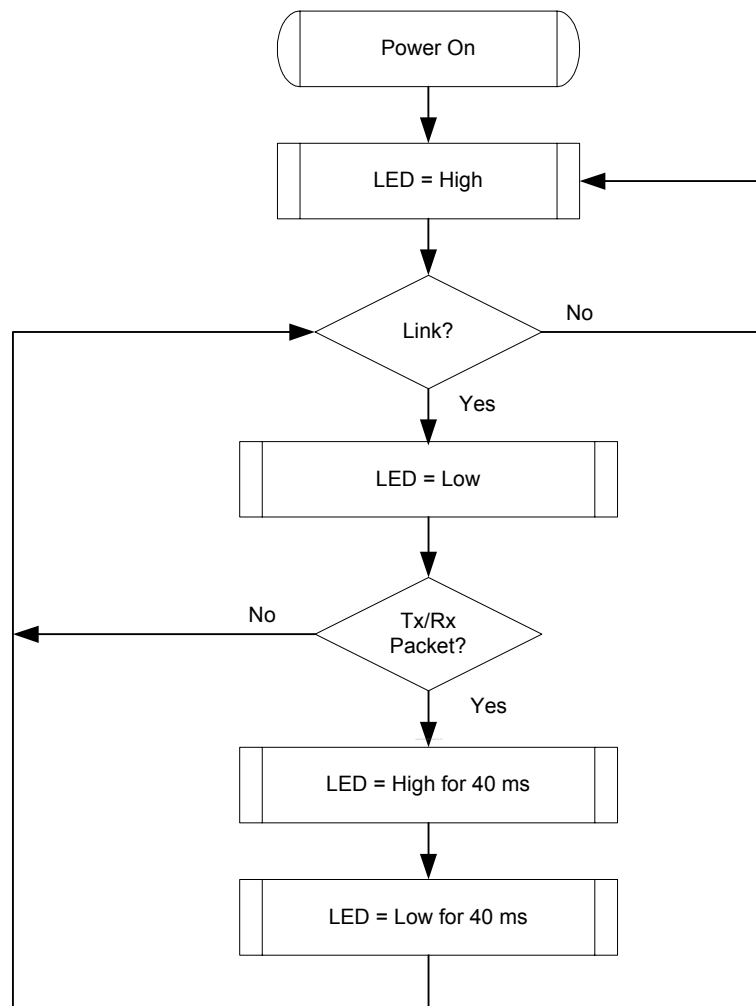 Power On
LED = High
Link?
No
Yes
LED = Low
No
Tx/Rx
Packet?
Yes
LED = High for 40 ms
LED = Low for 40 ms